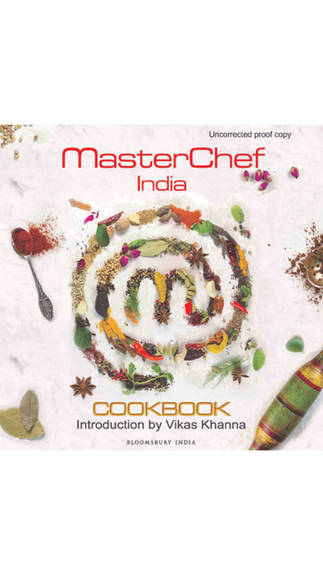 Uncorrected proof copy
MasterChef
India
m
COOKBOOK
Introduction by Vikas Khanna
BLOOMSBURY INDIA